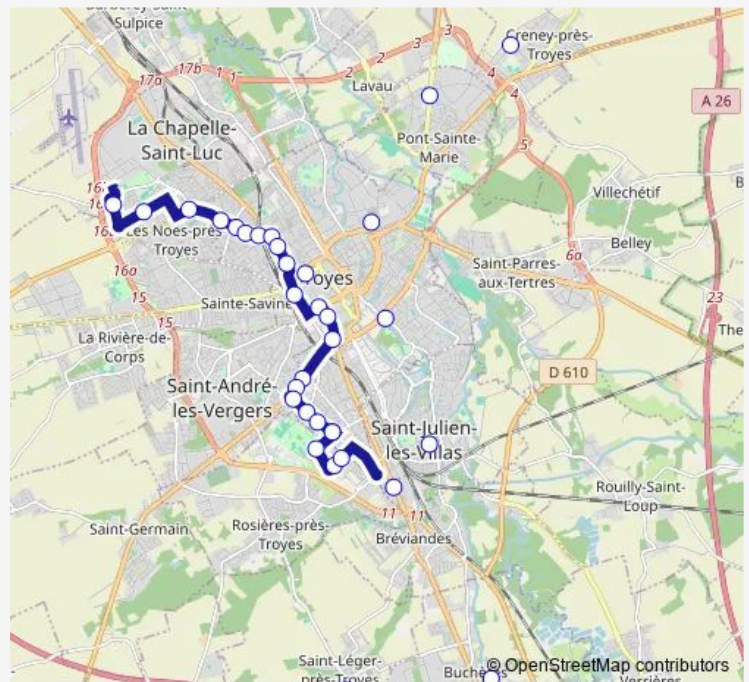 Sulpice
Creney-près-
Troyes
3
3
17a
17b
1
1
2
2
4
4
Lavau
A 26
La Chapelle-
Saint-Luc
Pont-Sainte-
Marie
5
Villechétif
Les Noes-près-
Troyes
Belley
6a
16a
Saint-Parres-
aux-Tertres
15
15
Sainte-Savine
23
La Rivière-de-
Corps
The
D 610
Saint-André-
les-Vergers
Saint-Julien-
les-Villas
Rouilly-Saint-
Loup
11
11
Saint-Germain
Rosières-près-
Troyes
Bréviandes
Saint-Léger-
près-Troyes
© OpenStreetMap contributors